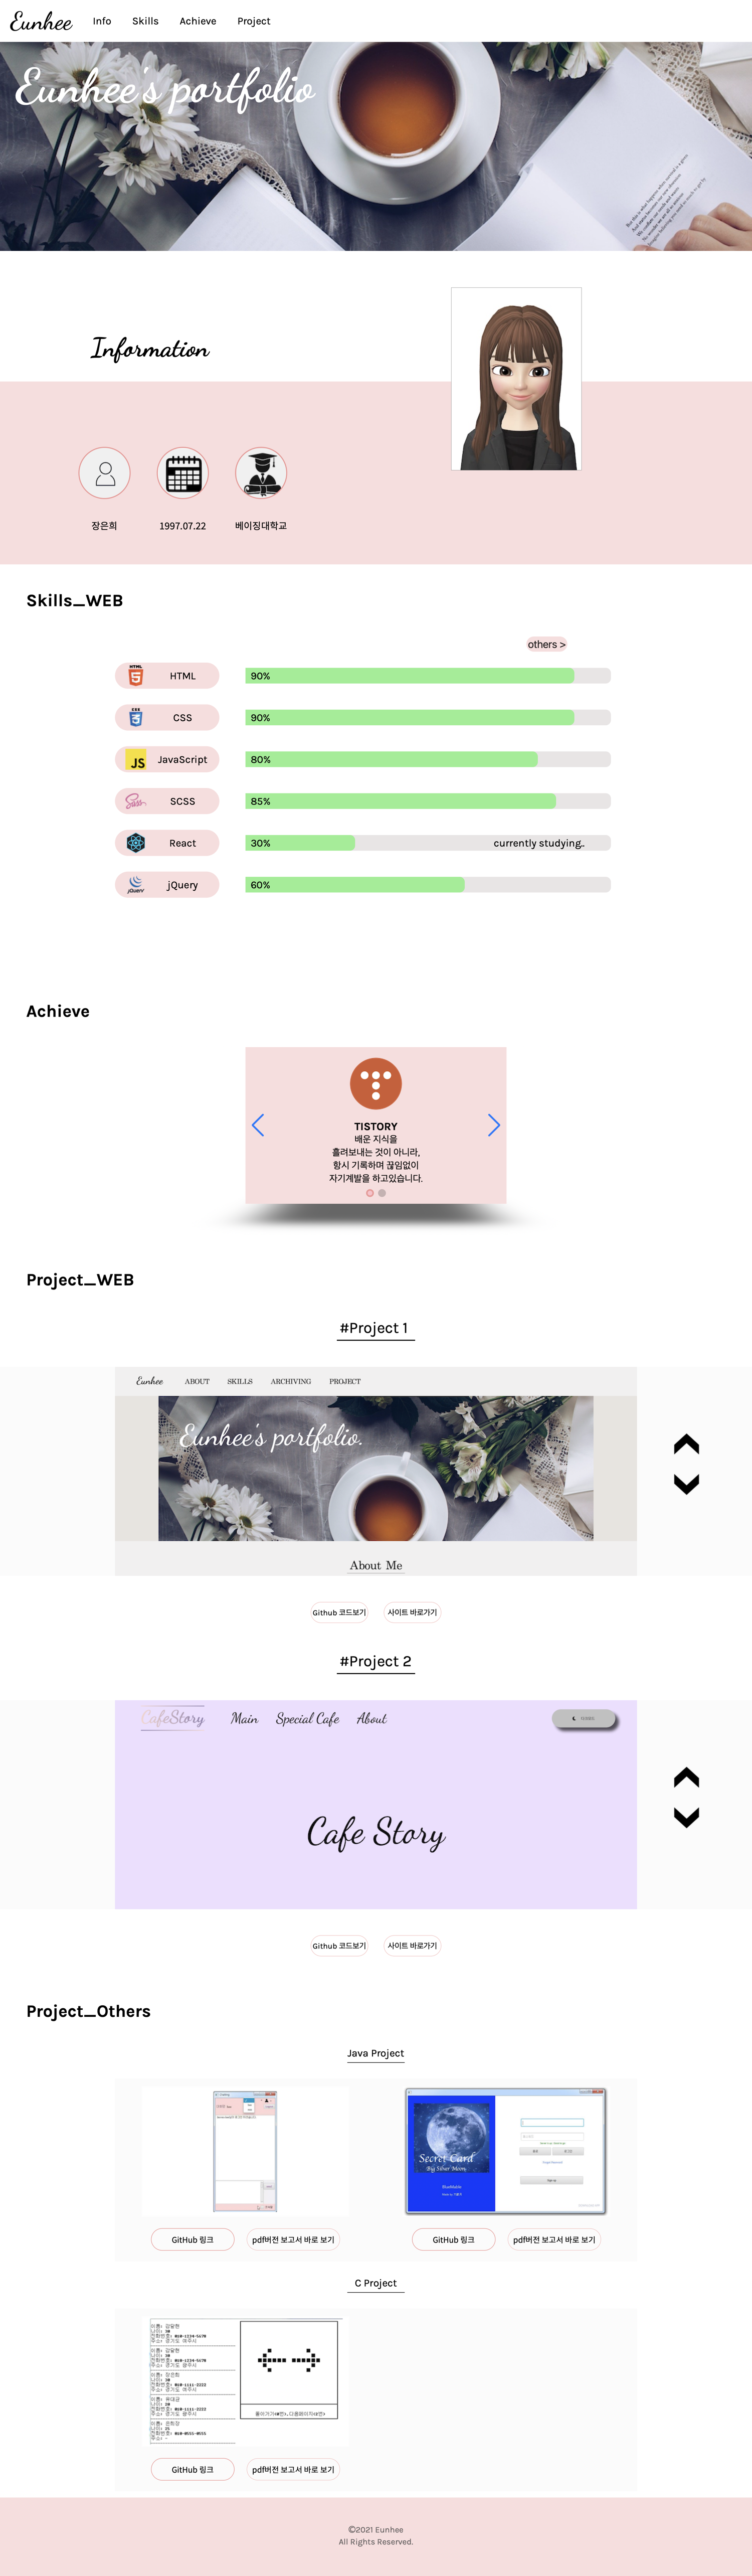 Eunhee
Info
Skills
Achieve
Project
Eunhee's portfolio
Information
장은희
1997.07.22
베이징대학교
Skills_WEB
others >
HTML
90%
CSS
90%
JS
JavaScript
80%
SCSS
85%
React
30%
currently studying..
jQuery
60%
Achieve
TISTORY
배운 지식을
흘려보내는 것이 아니라,
항시 기록하며 끊임없이
자기계발을 하고있습니다.
Project_WEB
#Project 1
Eunhee
ABOUT
SKILLS
ARCHIVING
PROJECT
Eunhee's portfolio.
About Me
Github 코드보기
사이트 바로가기
#Project 2
CafeStory
Main
Special Cafe
About
Cafe Story
Github 코드보기
사이트 바로가기
Project_Others
Java Project
Secret Card
By Silver Moon
GitHub 링크
pdf버전 보고서 바로 보기
GitHub 링크
pdf버전 보고서 바로 보기
C Project
GitHub 링크
pdf버전 보고서 바로 보기
©2021 Eunhee
All Rights Reserved.